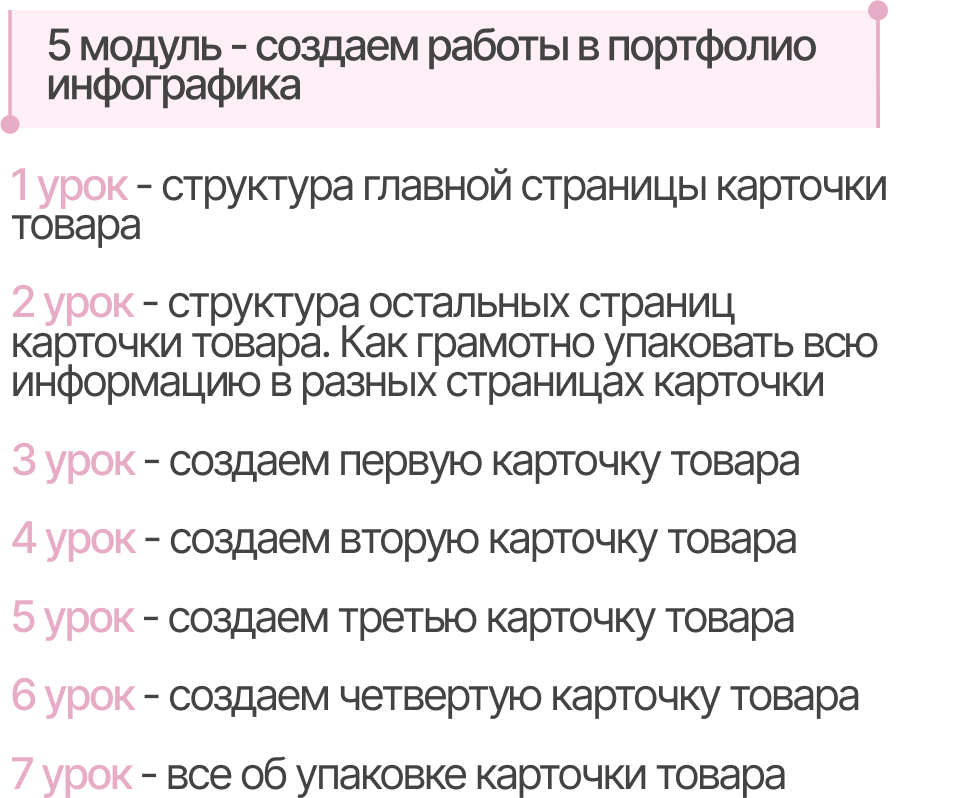 5 модуль - создаем работы в портфолио
инфографика
1 урок - структура главной страницы карточки
товара
2 урок - структура остальных страниц
карточки товара. Как грамотно упаковать всю
информацию в разных страницах карточки
3 урок - создаем первую карточку товара
4 урок - создаем вторую карточку товара
5 урок - создаем третью карточку товара
6 урок - создаем четвертую карточку товара
7 урок - все об упаковке карточки товара